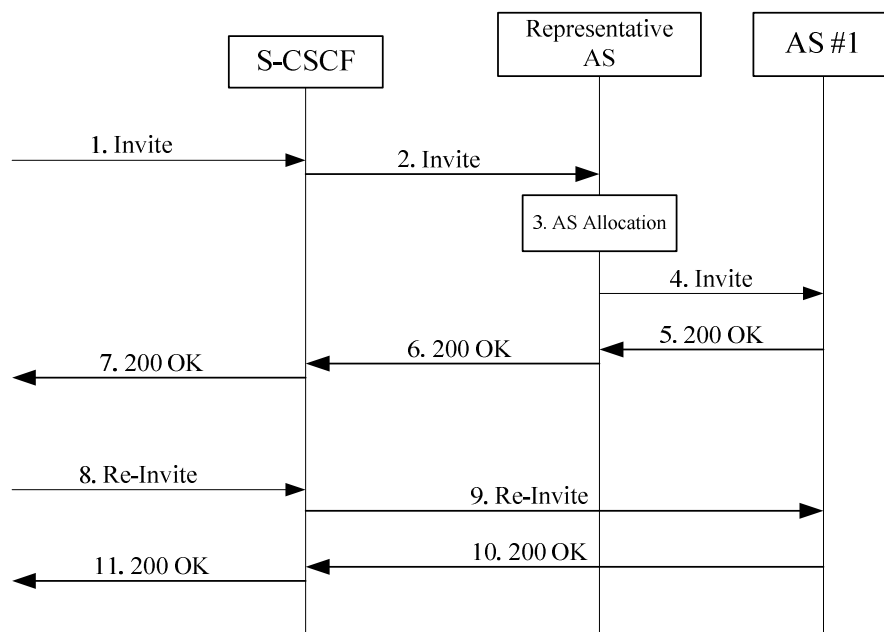 S-CSCF
Representative
AS
AS #1
1. Invite
2. Invite
3. AS Allocation
4. Invite
5. 200 OK
6. 200 OK
7. 200 OK
8. Re-Invite
9. Re-Invite
10. 200 OK
11. 200 OK